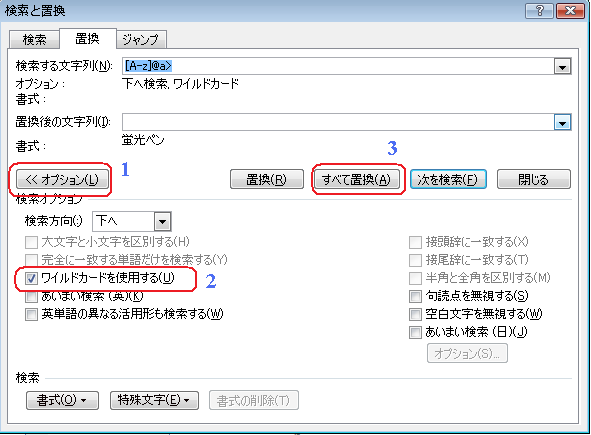 検索と置換
検索 置換 ジャンプ
検索する文字列(N): [A-z]@a>
オプション: 下へ検索, ワイルドカード
書式:
置換後の文字列(I):
書式: 蛍光ペン
1 3
<< オプション(L) 置換(R) すべて置換(A) 次を検索(F) 閉じる
検索オプション
検索方向(:) 下へ
大文字と小文字を区別する(H) 接頭辞に一致する(X)
完全に一致する単語だけを検索する(Y) 接尾辞に一致する(T)
ワイルドカードを使用する(U) 2 半角と全角を区別する(M)
あいまい検索 (英)(K) 句読点を無視する(S)
英単語の異なる活用形も検索する(W) 空白文字を無視する(W)
あいまい検索 (日)(J)
オプション(S)...
検索
書式(O) 特殊文字(E) 書式の削除(T)